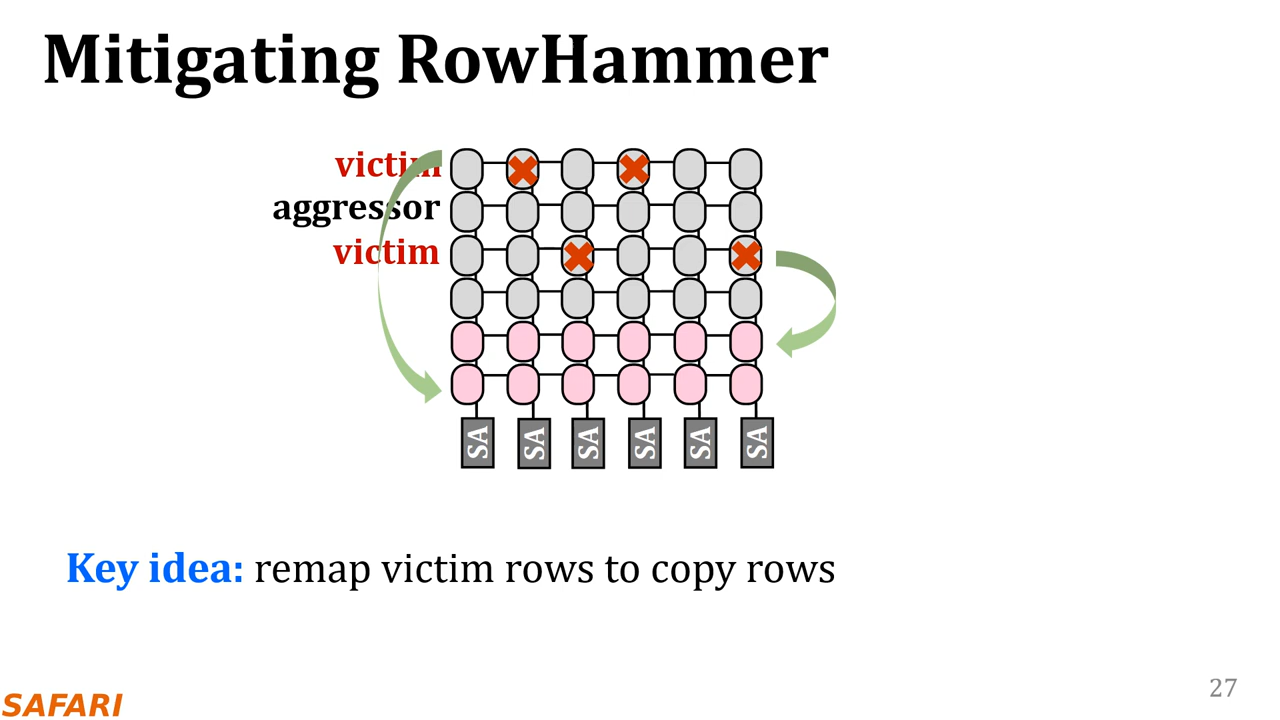 Mitigating RowHammer
victim
aggressor
victim
SA SA SA SA SA SA
Key idea: remap victim rows to copy rows
SAFARI
27